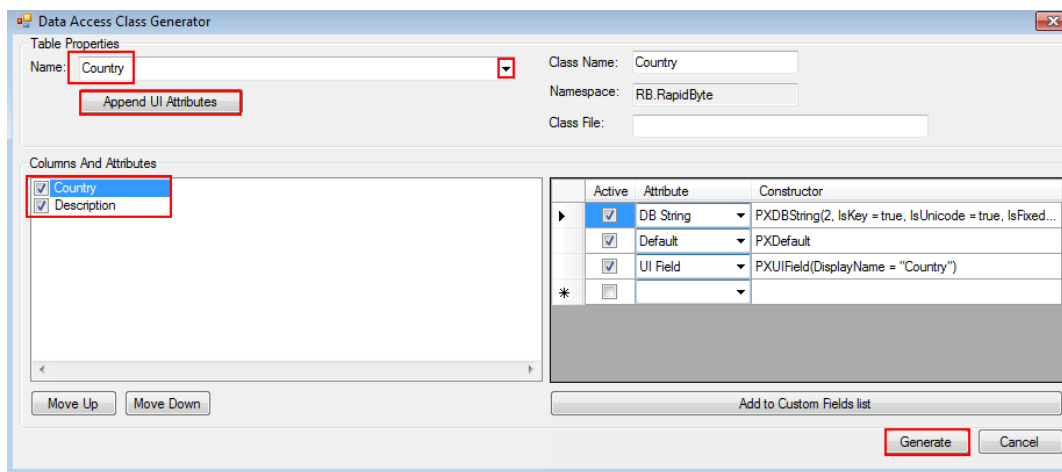 Data Access Class Generator
Table Properties
Name: Country
Append UI Attributes
Class Name: Country
Namespace: RB.RapidByte
Class File:
Columns And Attributes
Country
Description
Active Attribute Constructor
DB String PXDBString(2, IsKey = true, IsUnicode = true, IsFixed...
Default PXDefault
UI Field PXUIField(DisplayName = "Country")
Move Up Move Down
Add to Custom Fields list
Generate Cancel